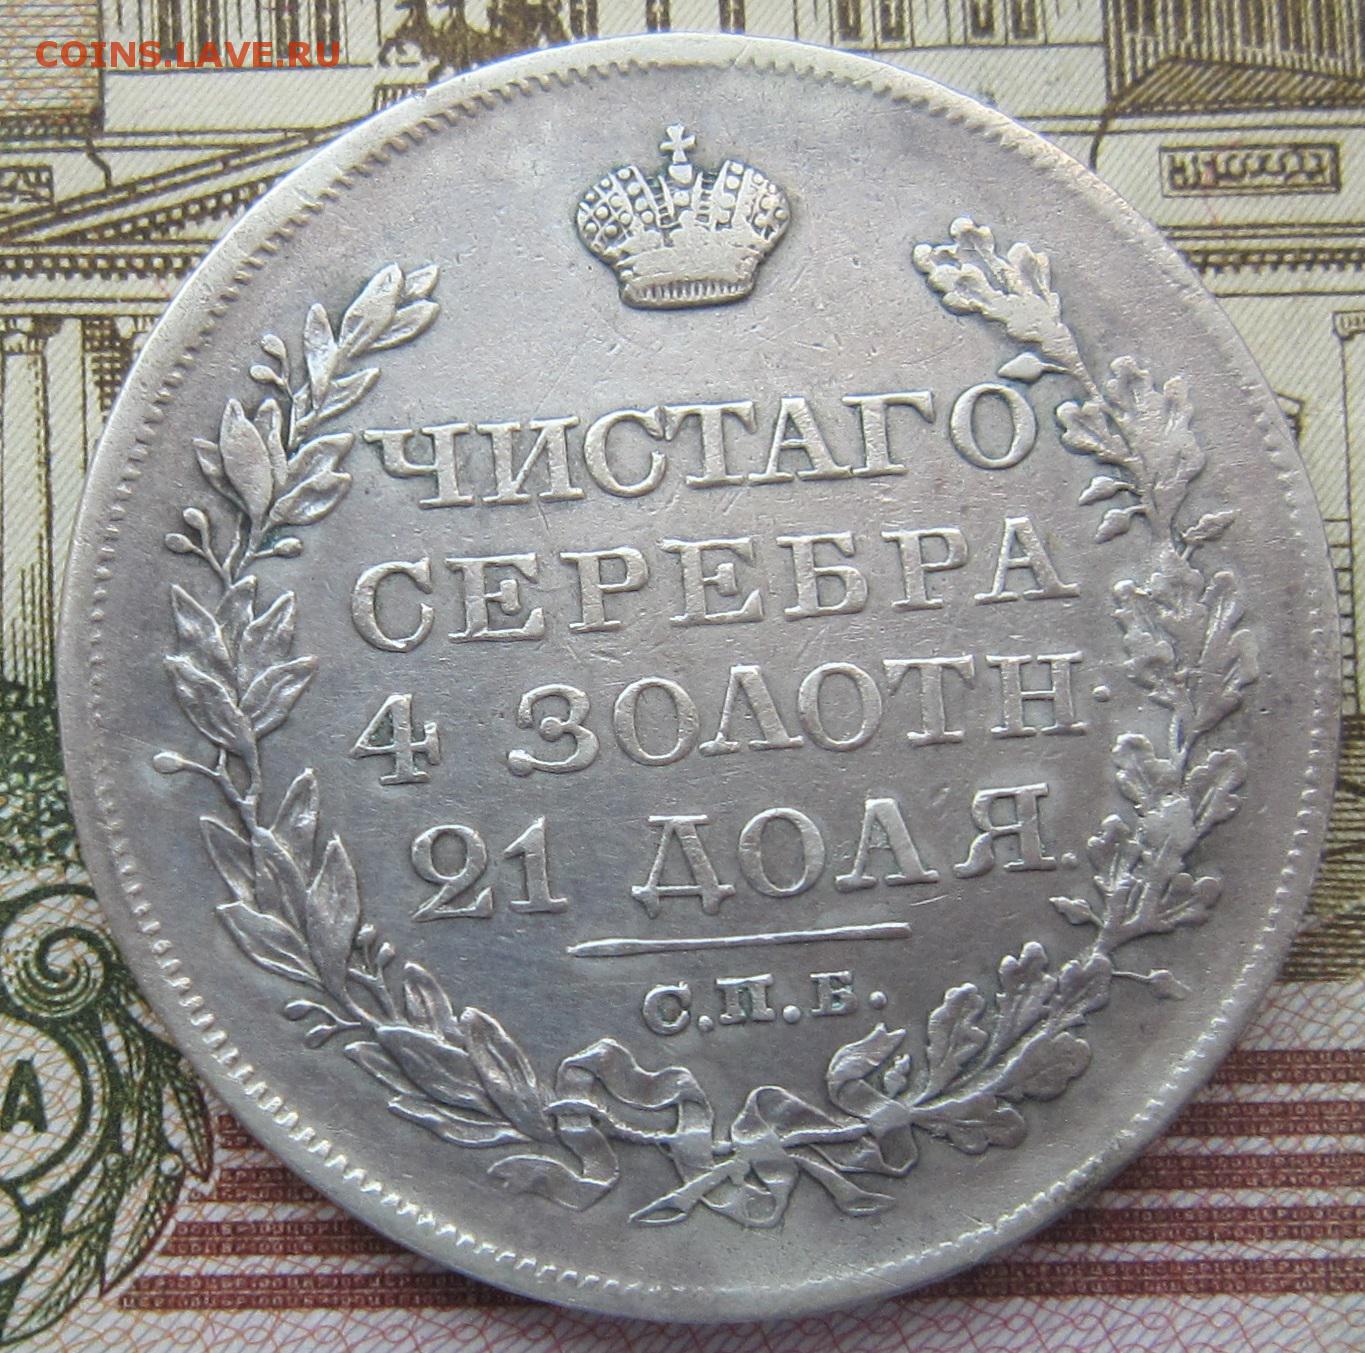 COINS.LAVE.RU
ЧИСТАГО
СЕРЕБРА
4 ЗОЛОТН.
21 ДОЛЯ.
С.П.Б.
А